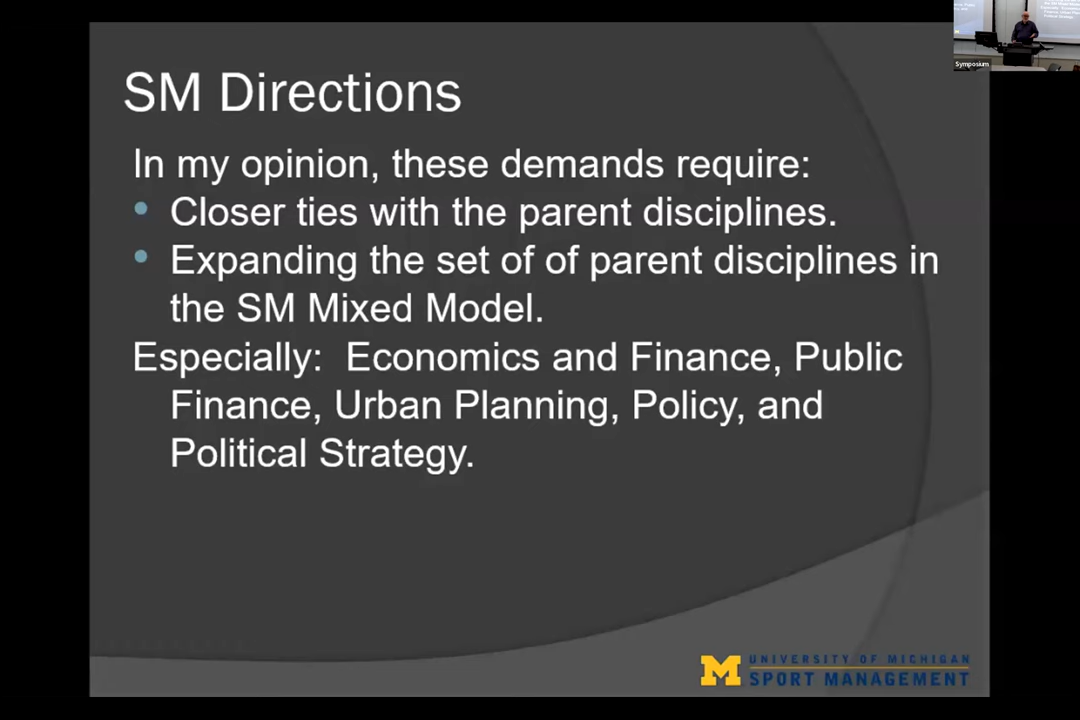 SM Directions
In my opinion, these demands require:
• Closer ties with the parent disciplines.
• Expanding the set of of parent disciplines in
the SM Mixed Model.
Especially: Economics and Finance, Public
Finance, Urban Planning, Policy, and
Political Strategy.
M UNIVERSITY OF MICHIGAN
SPORT MANAGEMENT
Symposium